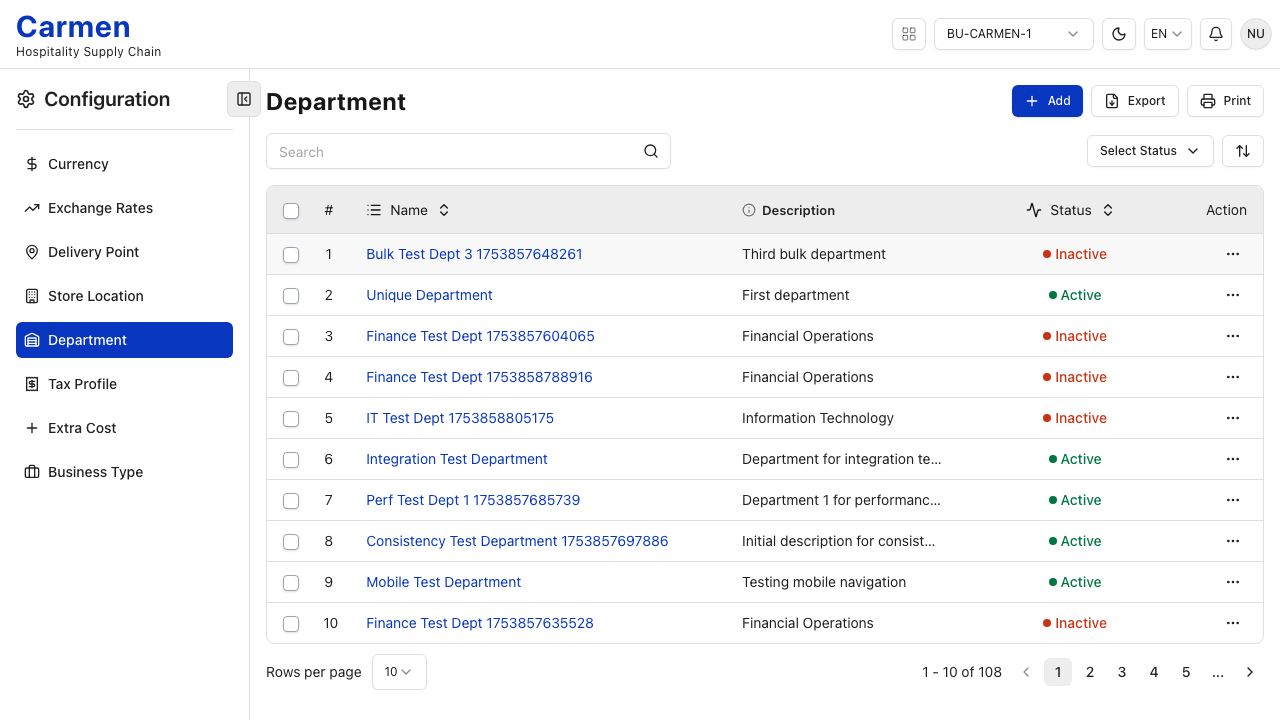 Carmen
Hospitality Supply Chain
BU-CARMEN-1
EN
NU
Configuration
Currency
Exchange Rates
Delivery Point
Store Location
Department
Tax Profile
Extra Cost
Business Type
Department
Add
Export
Print
Search
Select Status
# Name Description Status Action
1 Bulk Test Dept 3 1753857648261 Third bulk department Inactive
2 Unique Department First department Active
3 Finance Test Dept 1753857604065 Financial Operations Inactive
4 Finance Test Dept 1753858788916 Financial Operations Inactive
5 IT Test Dept 1753858805175 Information Technology Inactive
6 Integration Test Department Department for integration te... Active
7 Perf Test Dept 1 1753857685739 Department 1 for performanc... Active
8 Consistency Test Department 1753857697886 Initial description for consist... Active
9 Mobile Test Department Testing mobile navigation Active
10 Finance Test Dept 1753857635528 Financial Operations Inactive
Rows per page 10 1 - 10 of 108 1 2 3 4 5 ...